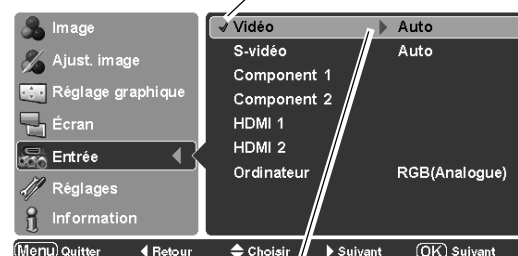 Image
Ajust. image
Réglage graphique
Écran
Entrée
Réglages
Information
Vidéo Auto
S-vidéo Auto
Component 1
Component 2
HDMI 1
HDMI 2
Ordinateur RGB(Analogue)
Menu Quitter Retour Choisir Suivant OK Suivant